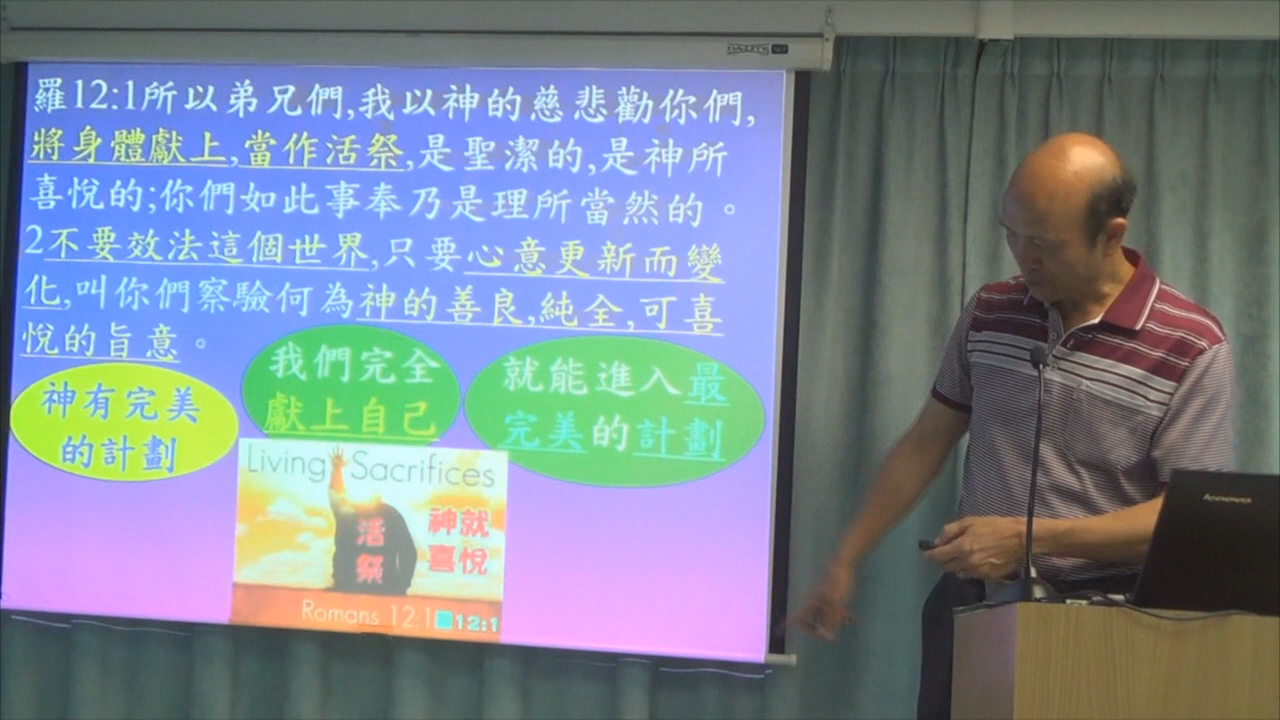 羅12:1所以弟兄們,我以神的慈悲勸你們,
將身體獻上,當作活祭,是聖潔的,是神所
喜悅的;你們如此事奉乃是理所當然的。
2不要效法這個世界,只要心意更新而變
化,叫你們察驗何為神的善良,純全,可喜
悅的旨意。
神有完美
的計劃
我們完全
獻上自己
就能進入最
完美的計劃
Living Sacrifices
活祭
神就
喜悅
Romans 12:1
12:1
lenovo